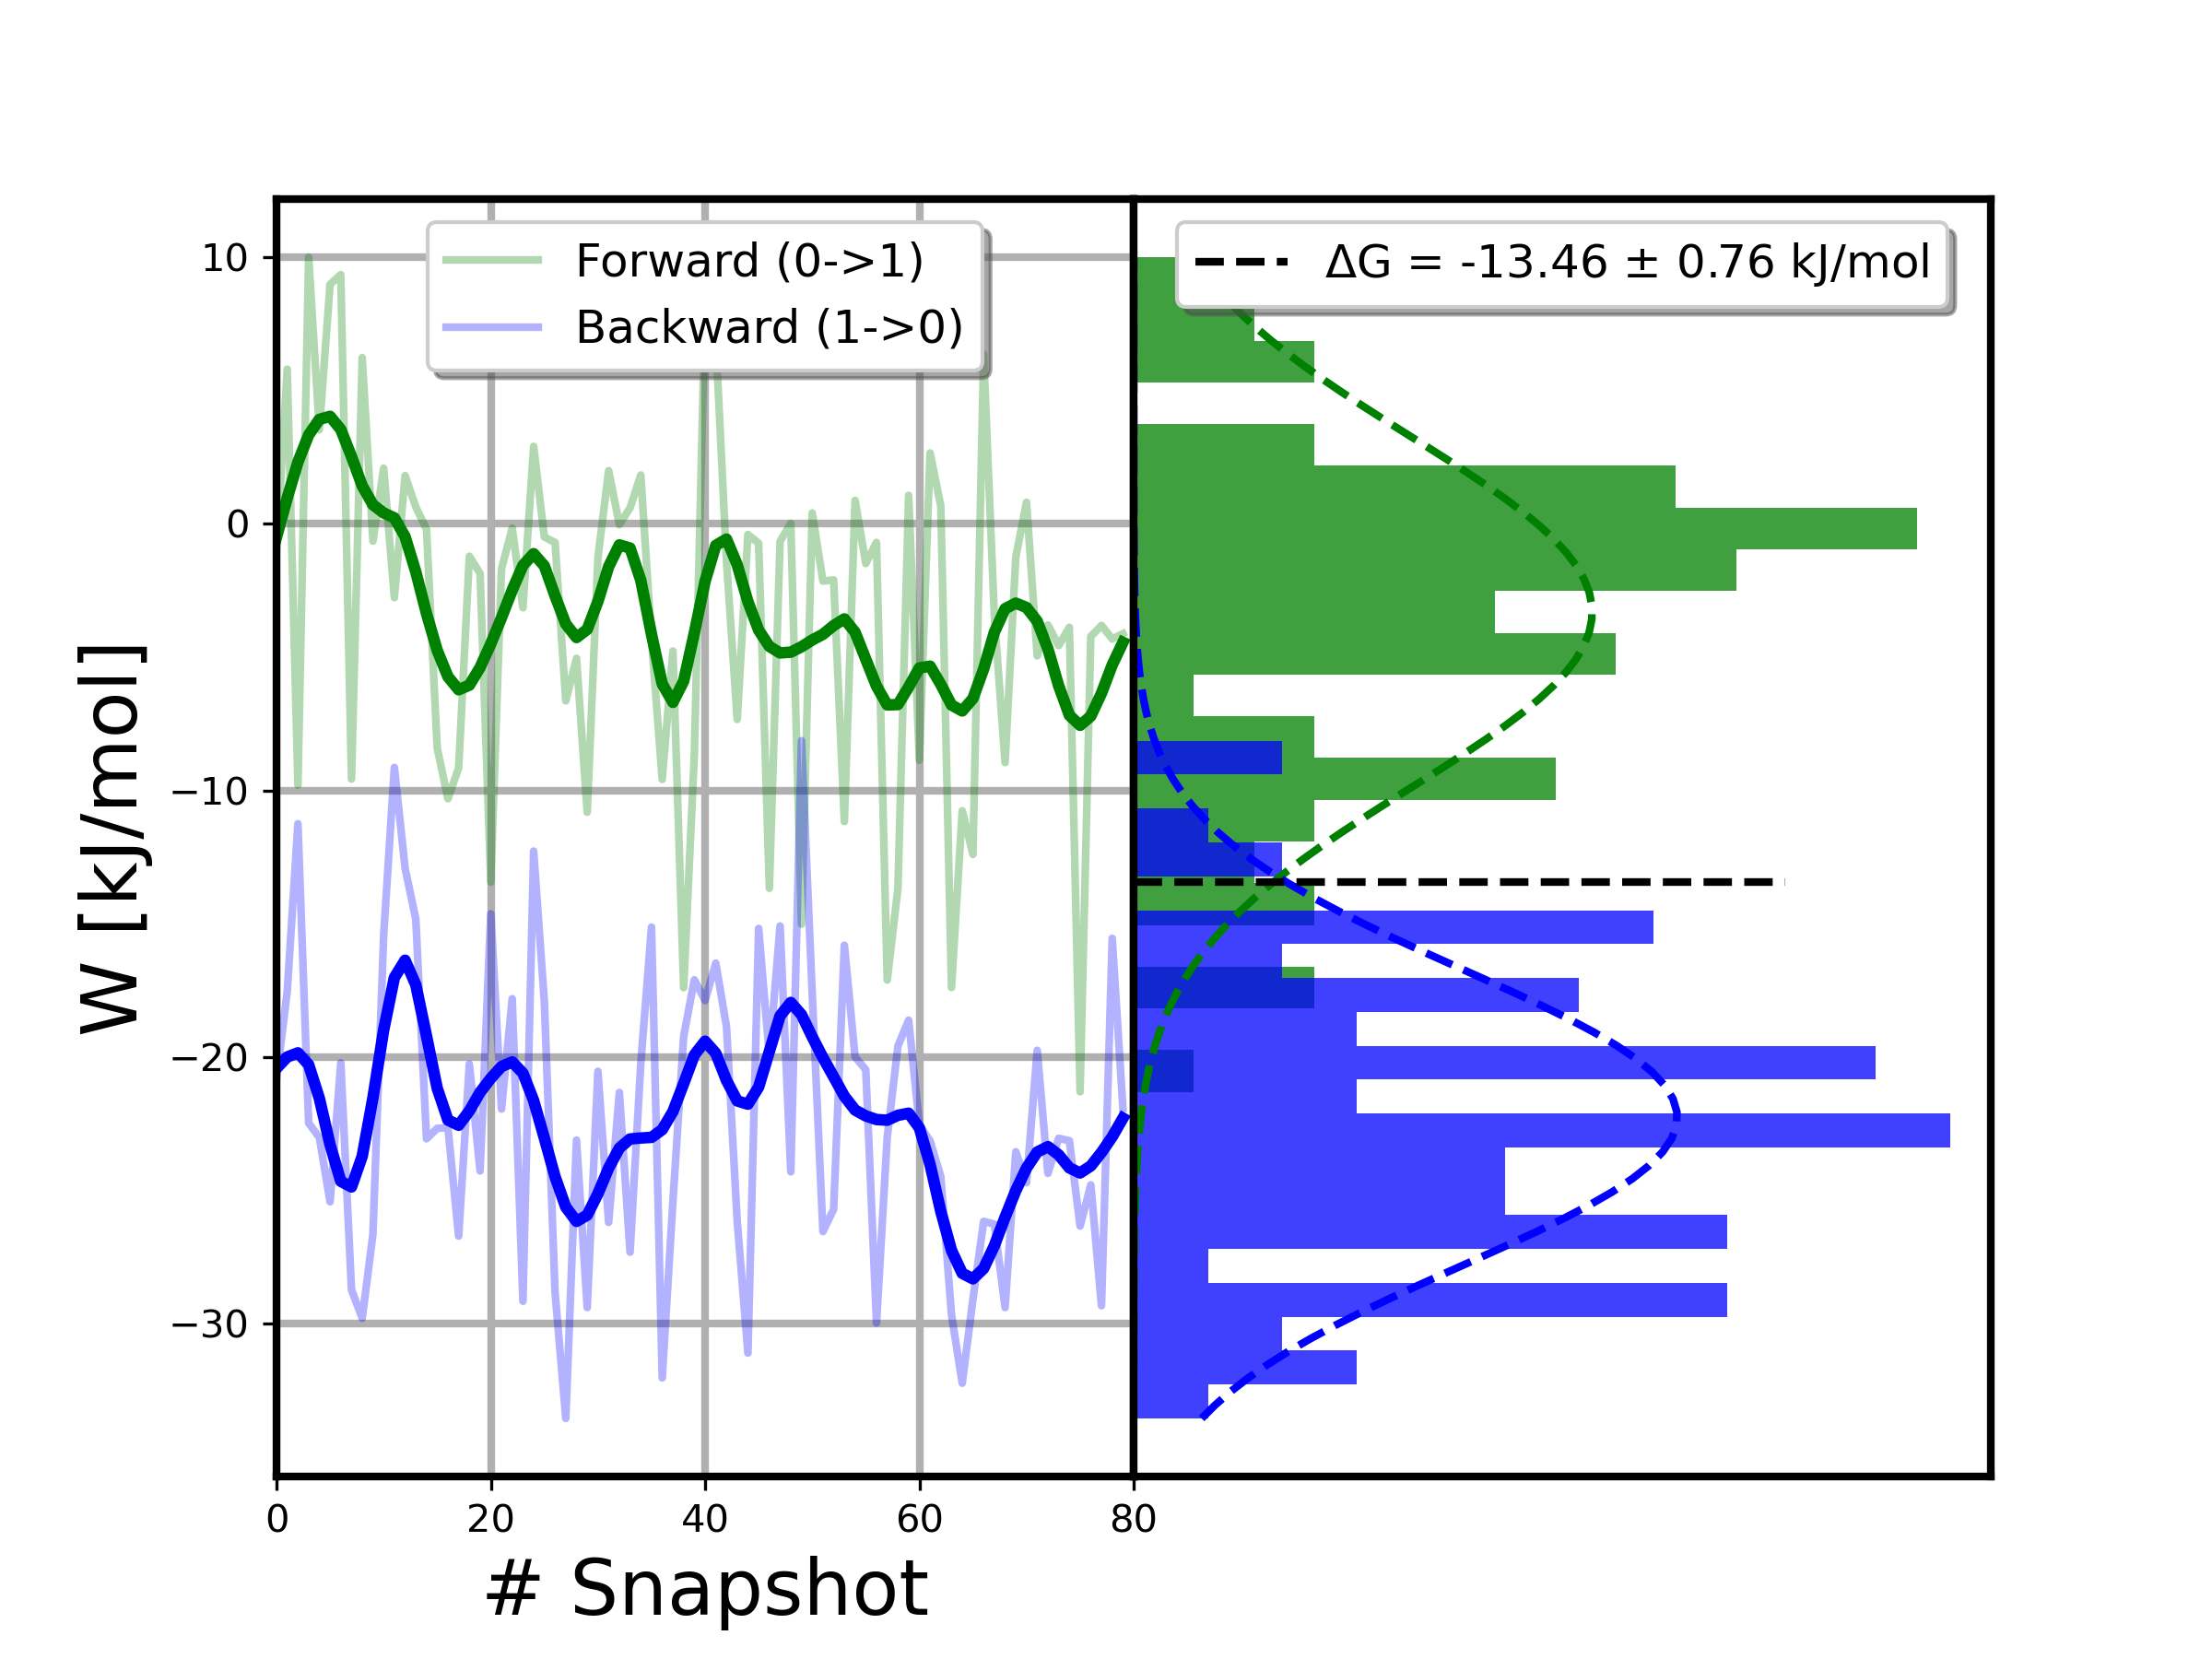 Forward (0->1)
Backward (1->0)
ΔG = -13.46 ± 0.76 kJ/mol
W [kJ/mol]
10
0
−10
−20
−30
0 20 40 60 80
# Snapshot